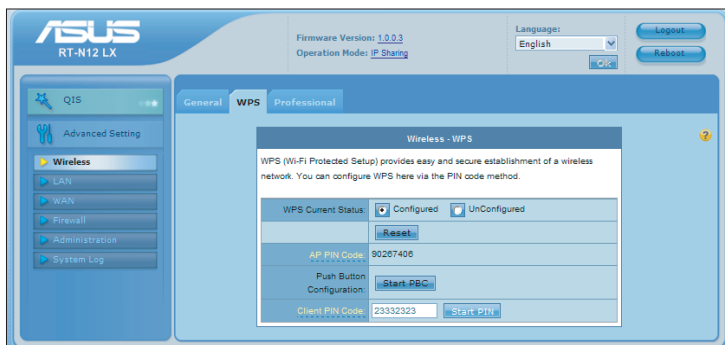 ASUS
RT-N12 LX
Firmware Version: 1.0.0.3
Operation Mode: IP Sharing
Language:
English
OK
Logout
Reboot
QIS
Advanced Setting
Wireless
LAN
WAN
Firewall
Administration
System Log
General WPS Professional
Wireless - WPS
?
WPS (Wi-Fi Protected Setup) provides easy and secure establishment of a wireless
network. You can configure WPS here via the PIN code method.
WPS Current Status: Configured UnConfigured
Reset
AP PIN Code: 90267406
Push Button
Configuration: Start PBC
Client PIN Code: 23332323 Start PIN